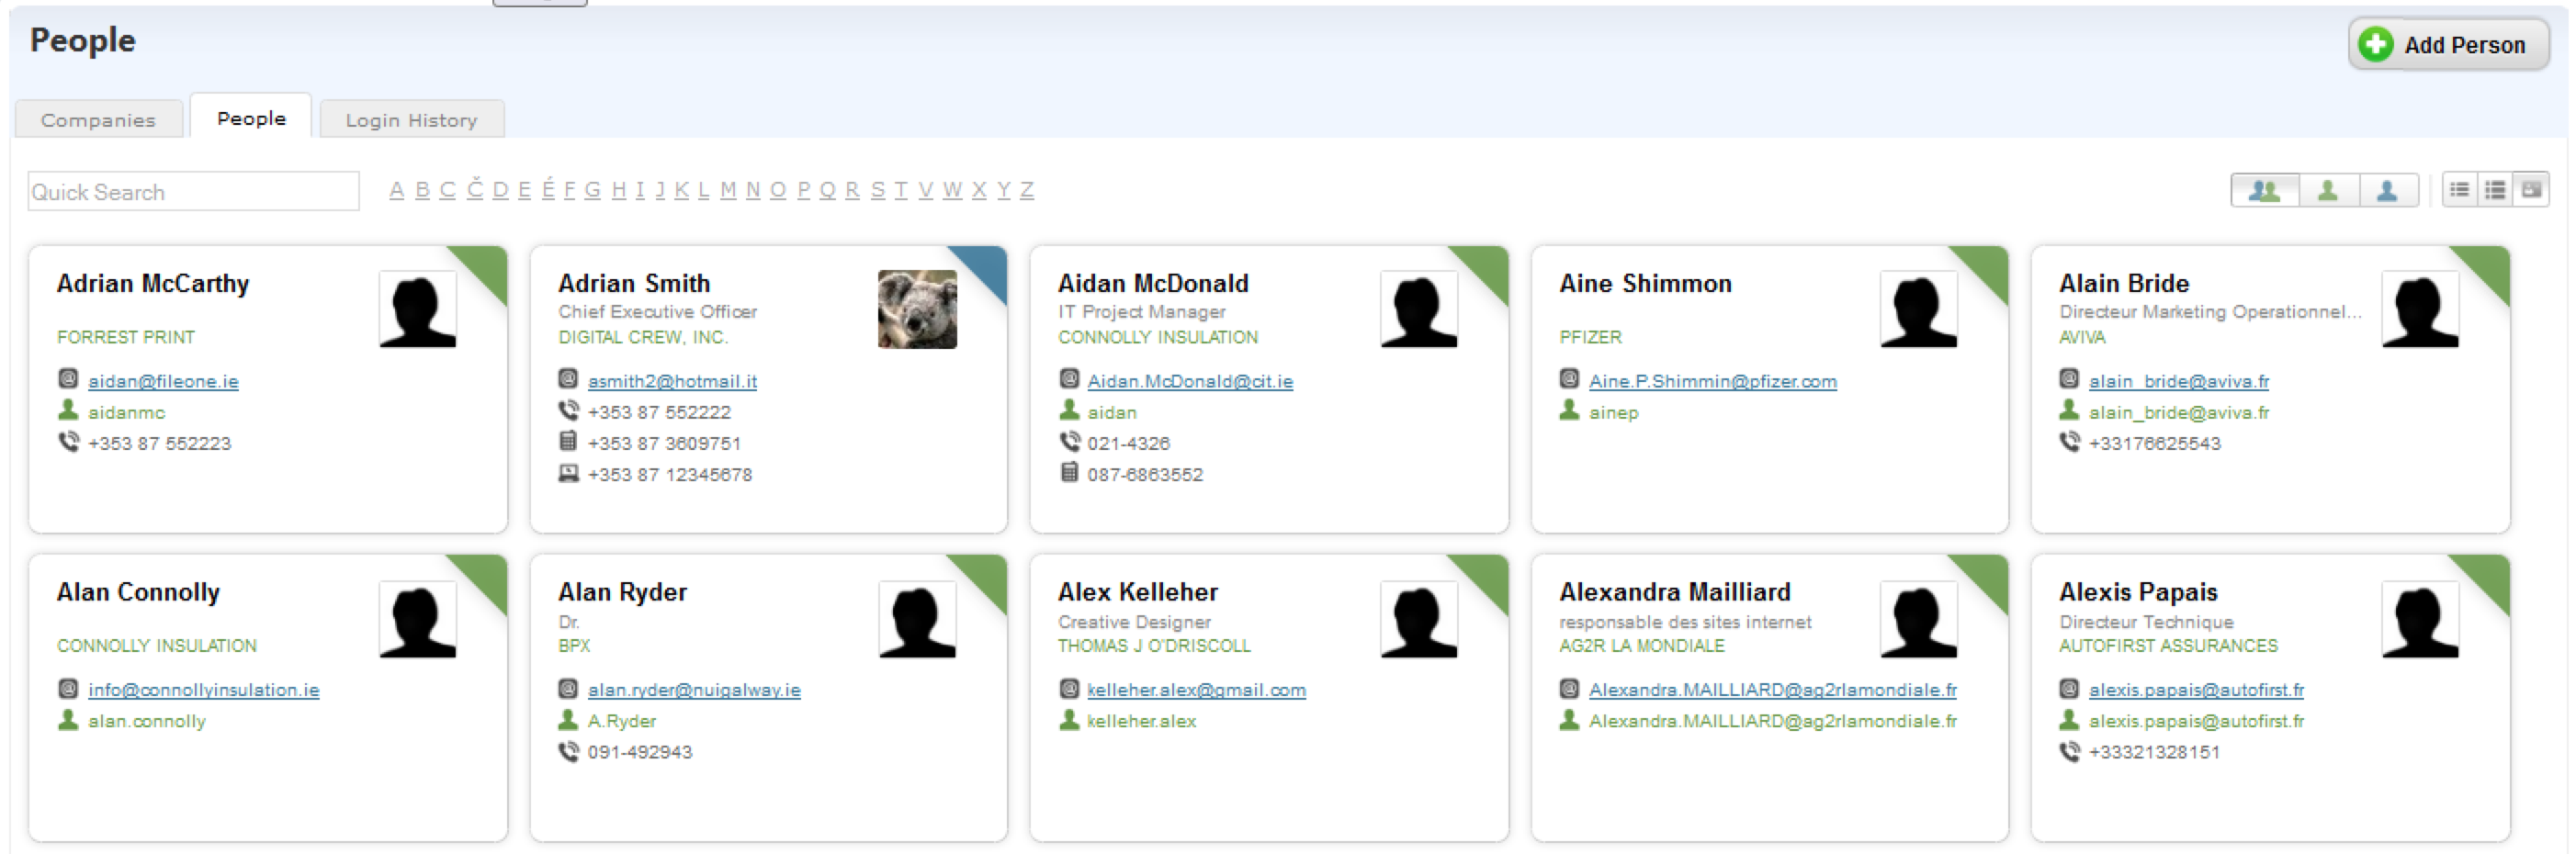 People
Add Person
Companies
People
Login History
Quick Search
A B C Č D E É F G H I J K L M N O P Q R S T V W X Y Z
Adrian McCarthy
FORREST PRINT
aidan@fileone.ie
aidanmc
+353 87 552223
Adrian Smith
Chief Executive Officer
DIGITAL CREW, INC.
asmith2@hotmail.it
+353 87 552222
+353 87 3609751
+353 87 12345678
Aidan McDonald
IT Project Manager
CONNOLLY INSULATION
Aidan.McDonald@cit.ie
aidan
021-4326
087-6863552
Aine Shimmon
PFIZER
Aine.P.Shimmin@pfizer.com
ainep
Alain Bride
Directeur Marketing Operationnel...
AVIVA
alain_bride@aviva.fr
alain_bride@aviva.fr
+33176625543
Alan Connolly
CONNOLLY INSULATION
info@connollyinsulation.ie
alan.connolly
Alan Ryder
Dr.
BPX
alan.ryder@nuigalway.ie
A.Ryder
091-492943
Alex Kelleher
Creative Designer
THOMAS J O'DRISCOLL
kelleher.alex@gmail.com
kelleher.alex
Alexandra Mailliard
responsable des sites internet
AG2R LA MONDIALE
Alexandra.MAILLIARD@ag2rlamondiale.fr
Alexandra.MAILLIARD@ag2rlamondiale.fr
Alexis Papais
Directeur Technique
AUTOFIRST ASSURANCES
alexis.papais@autofirst.fr
alexis.papais@autofirst.fr
+33321328151